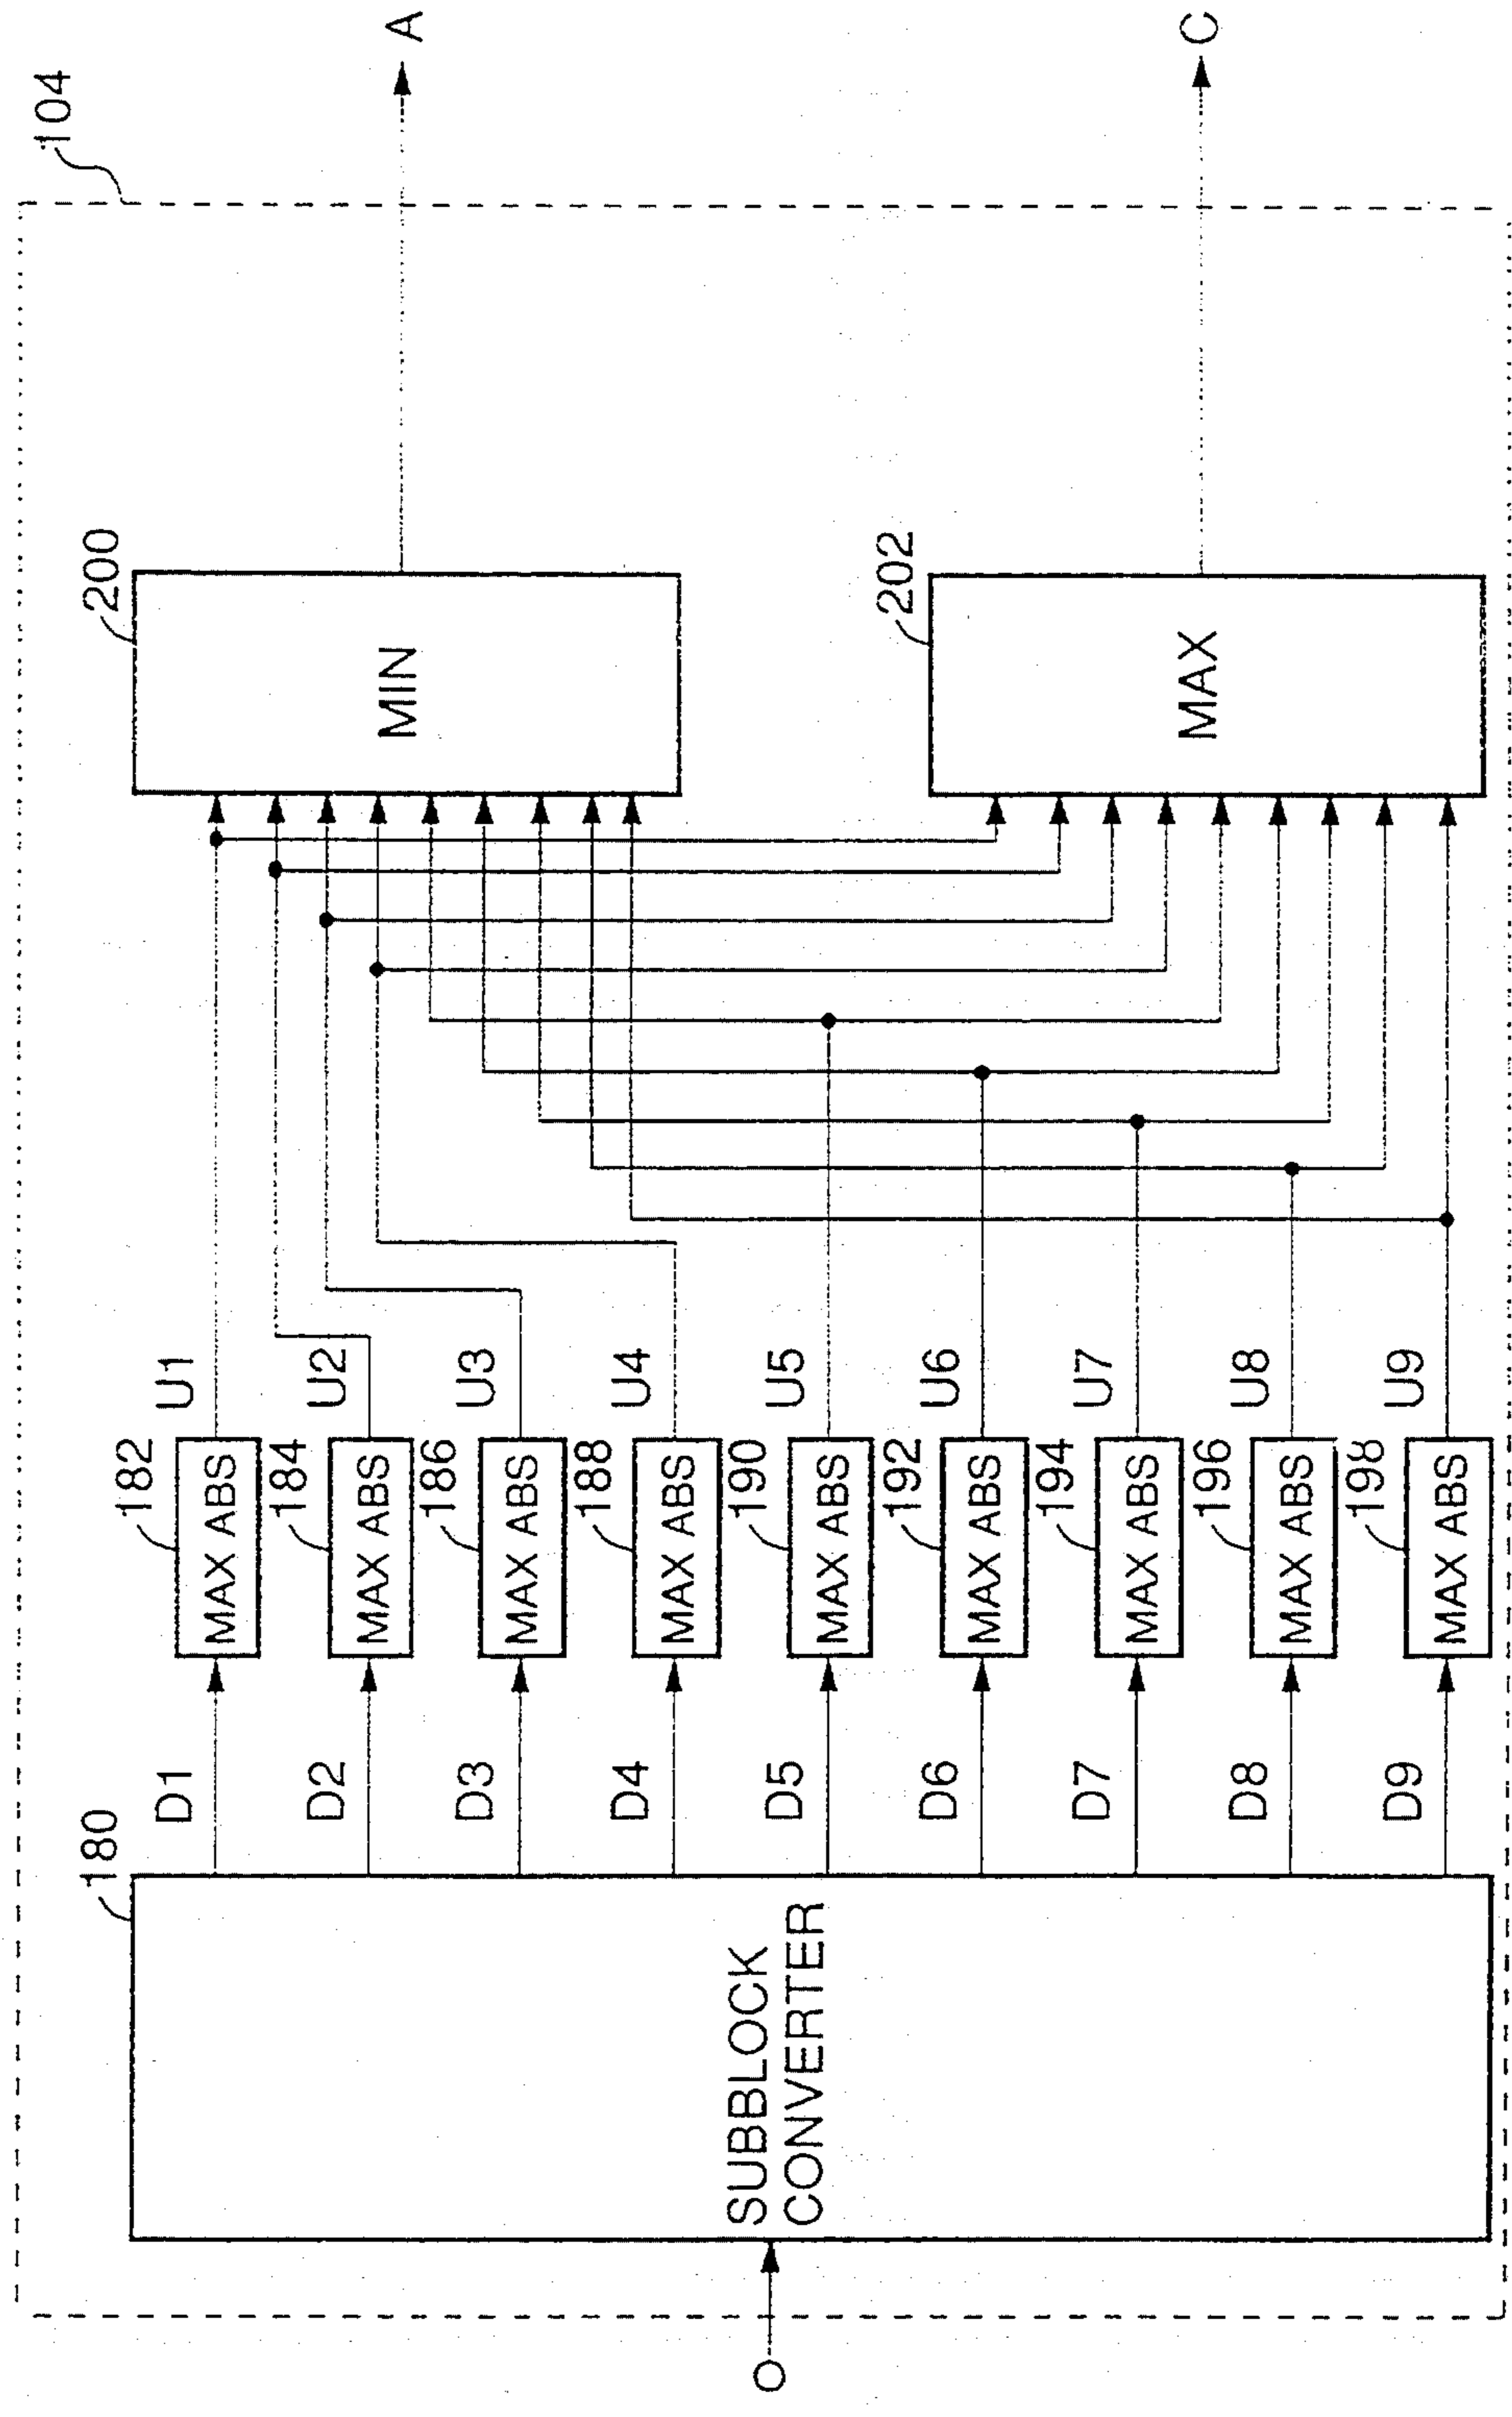 104
180
SUBBLOCK
CONVERTER
O
D1
D2
D3
D4
D5
D6
D7
D8
D9
182
MAX ABS
U1
184
MAX ABS
U2
186
MAX ABS
U3
188
MAX ABS
U4
190
MAX ABS
U5
192
MAX ABS
U6
194
MAX ABS
U7
196
MAX ABS
U8
198
MAX ABS
U9
200
MIN
A
202
MAX
C